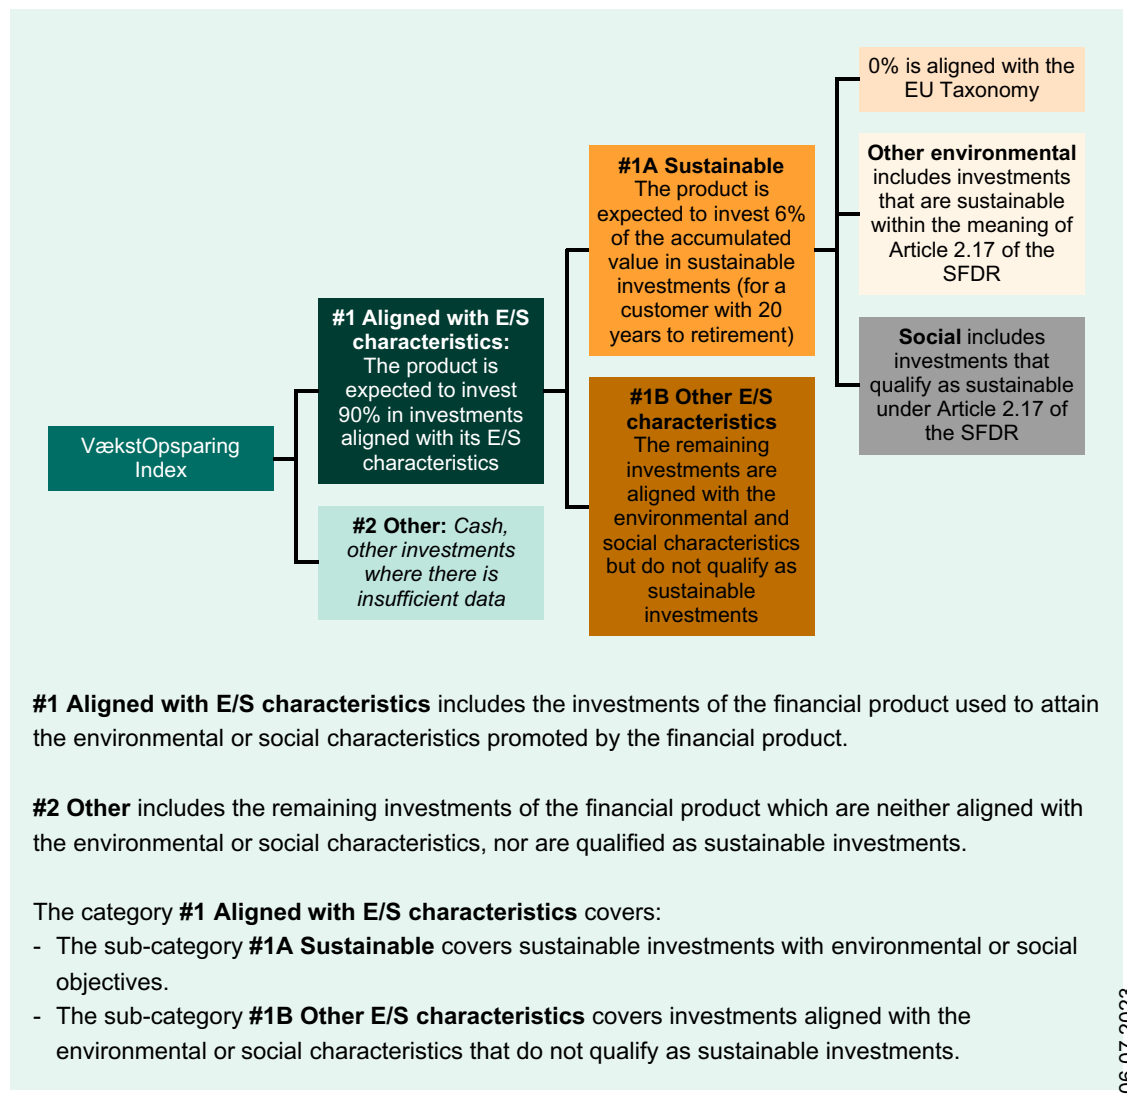 0% is aligned with the
EU Taxonomy
Other environmental
includes investments
that are sustainable
within the meaning of
Article 2.17 of the
SFDR
Social includes
investments that
qualify as sustainable
under Article 2.17 of
the SFDR
#1A Sustainable
The product is
expected to invest 6%
of the accumulated
value in sustainable
investments (for a
customer with 20
years to retirement)
#1B Other E/S
characteristics
The remaining
investments are
aligned with the
environmental and
social characteristics
but do not qualify as
sustainable
investments
#1 Aligned with E/S
characteristics:
The product is
expected to invest
90% in investments
aligned with its E/S
characteristics
#2 Other: Cash,
other investments
where there is
insufficient data
VækstOpsparing
Index
#1 Aligned with E/S characteristics includes the investments of the financial product used to attain
the environmental or social characteristics promoted by the financial product.
#2 Other includes the remaining investments of the financial product which are neither aligned with
the environmental or social characteristics, nor are qualified as sustainable investments.
The category #1 Aligned with E/S characteristics covers:
- The sub-category #1A Sustainable covers sustainable investments with environmental or social
objectives.
- The sub-category #1B Other E/S characteristics covers investments aligned with the
environmental or social characteristics that do not qualify as sustainable investments.
06.07.2023